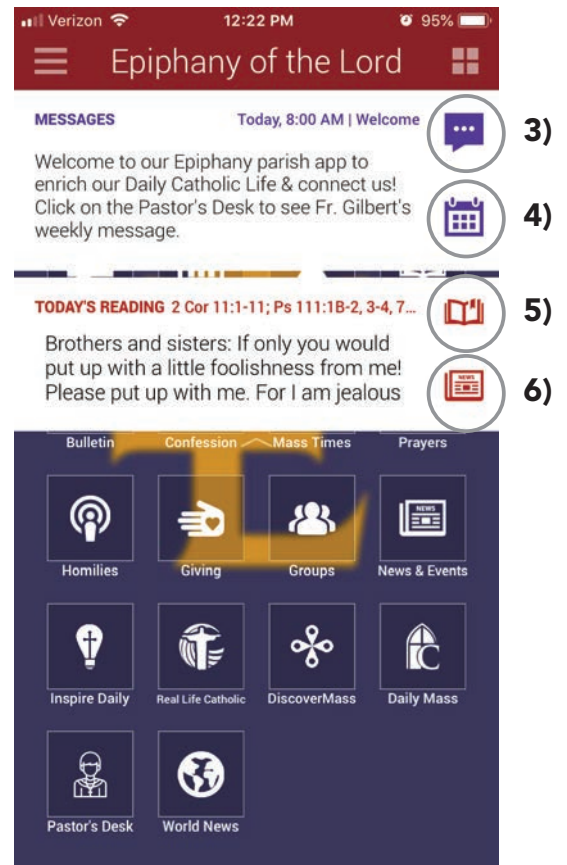 Verizon 12:22 PM 95%
Epiphany of the Lord
MESSAGES Today, 8:00 AM | Welcome
3)
Welcome to our Epiphany parish app to
enrich our Daily Catholic Life & connect us!
Click on the Pastor's Desk to see Fr. Gilbert's
weekly message.
4)
TODAY'S READING 2 Cor 11:1-11; Ps 111:1B-2, 3-4, 7...
5)
Brothers and sisters: If only you would
put up with a little foolishness from me!
Please put up with me. For I am jealous
NEWS
6)
Bulletin Confession Mass Times Prayers
NEWS
Homilies Giving Groups News & Events
C
Inspire Daily Real Life Catholic DiscoverMass Daily Mass
Pastor's Desk World News